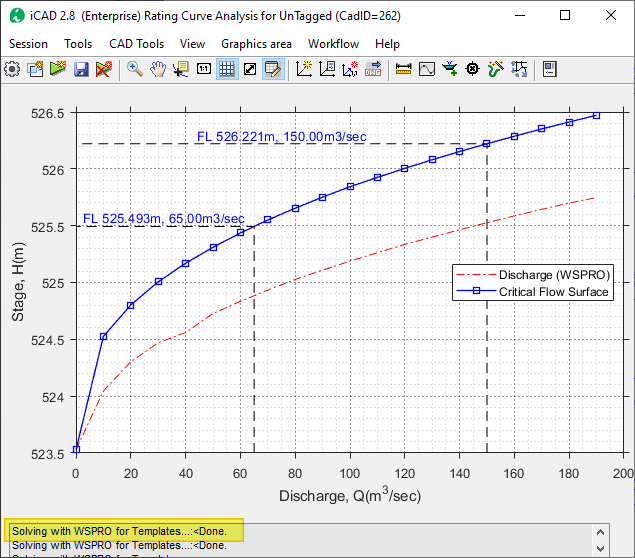 iCAD 2.8 (Enterprise) Rating Curve Analysis for UnTagged (CadID=262)
Session Tools CAD Tools View Graphics area Workflow Help
1:1
526.5
526
525.5
525
524.5
524
523.5
Stage, H(m)
FL 526.221m, 150.00m3/sec
FL 525.493m, 65.00m3/sec
Discharge (WSPRO)
Critical Flow Surface
0 20 40 60 80 100 120 140 160 180 200
Discharge, Q(m3/sec)
Solving with WSPRO for Templates...:<Done.
Solving with WSPRO for Templates...:<Done.